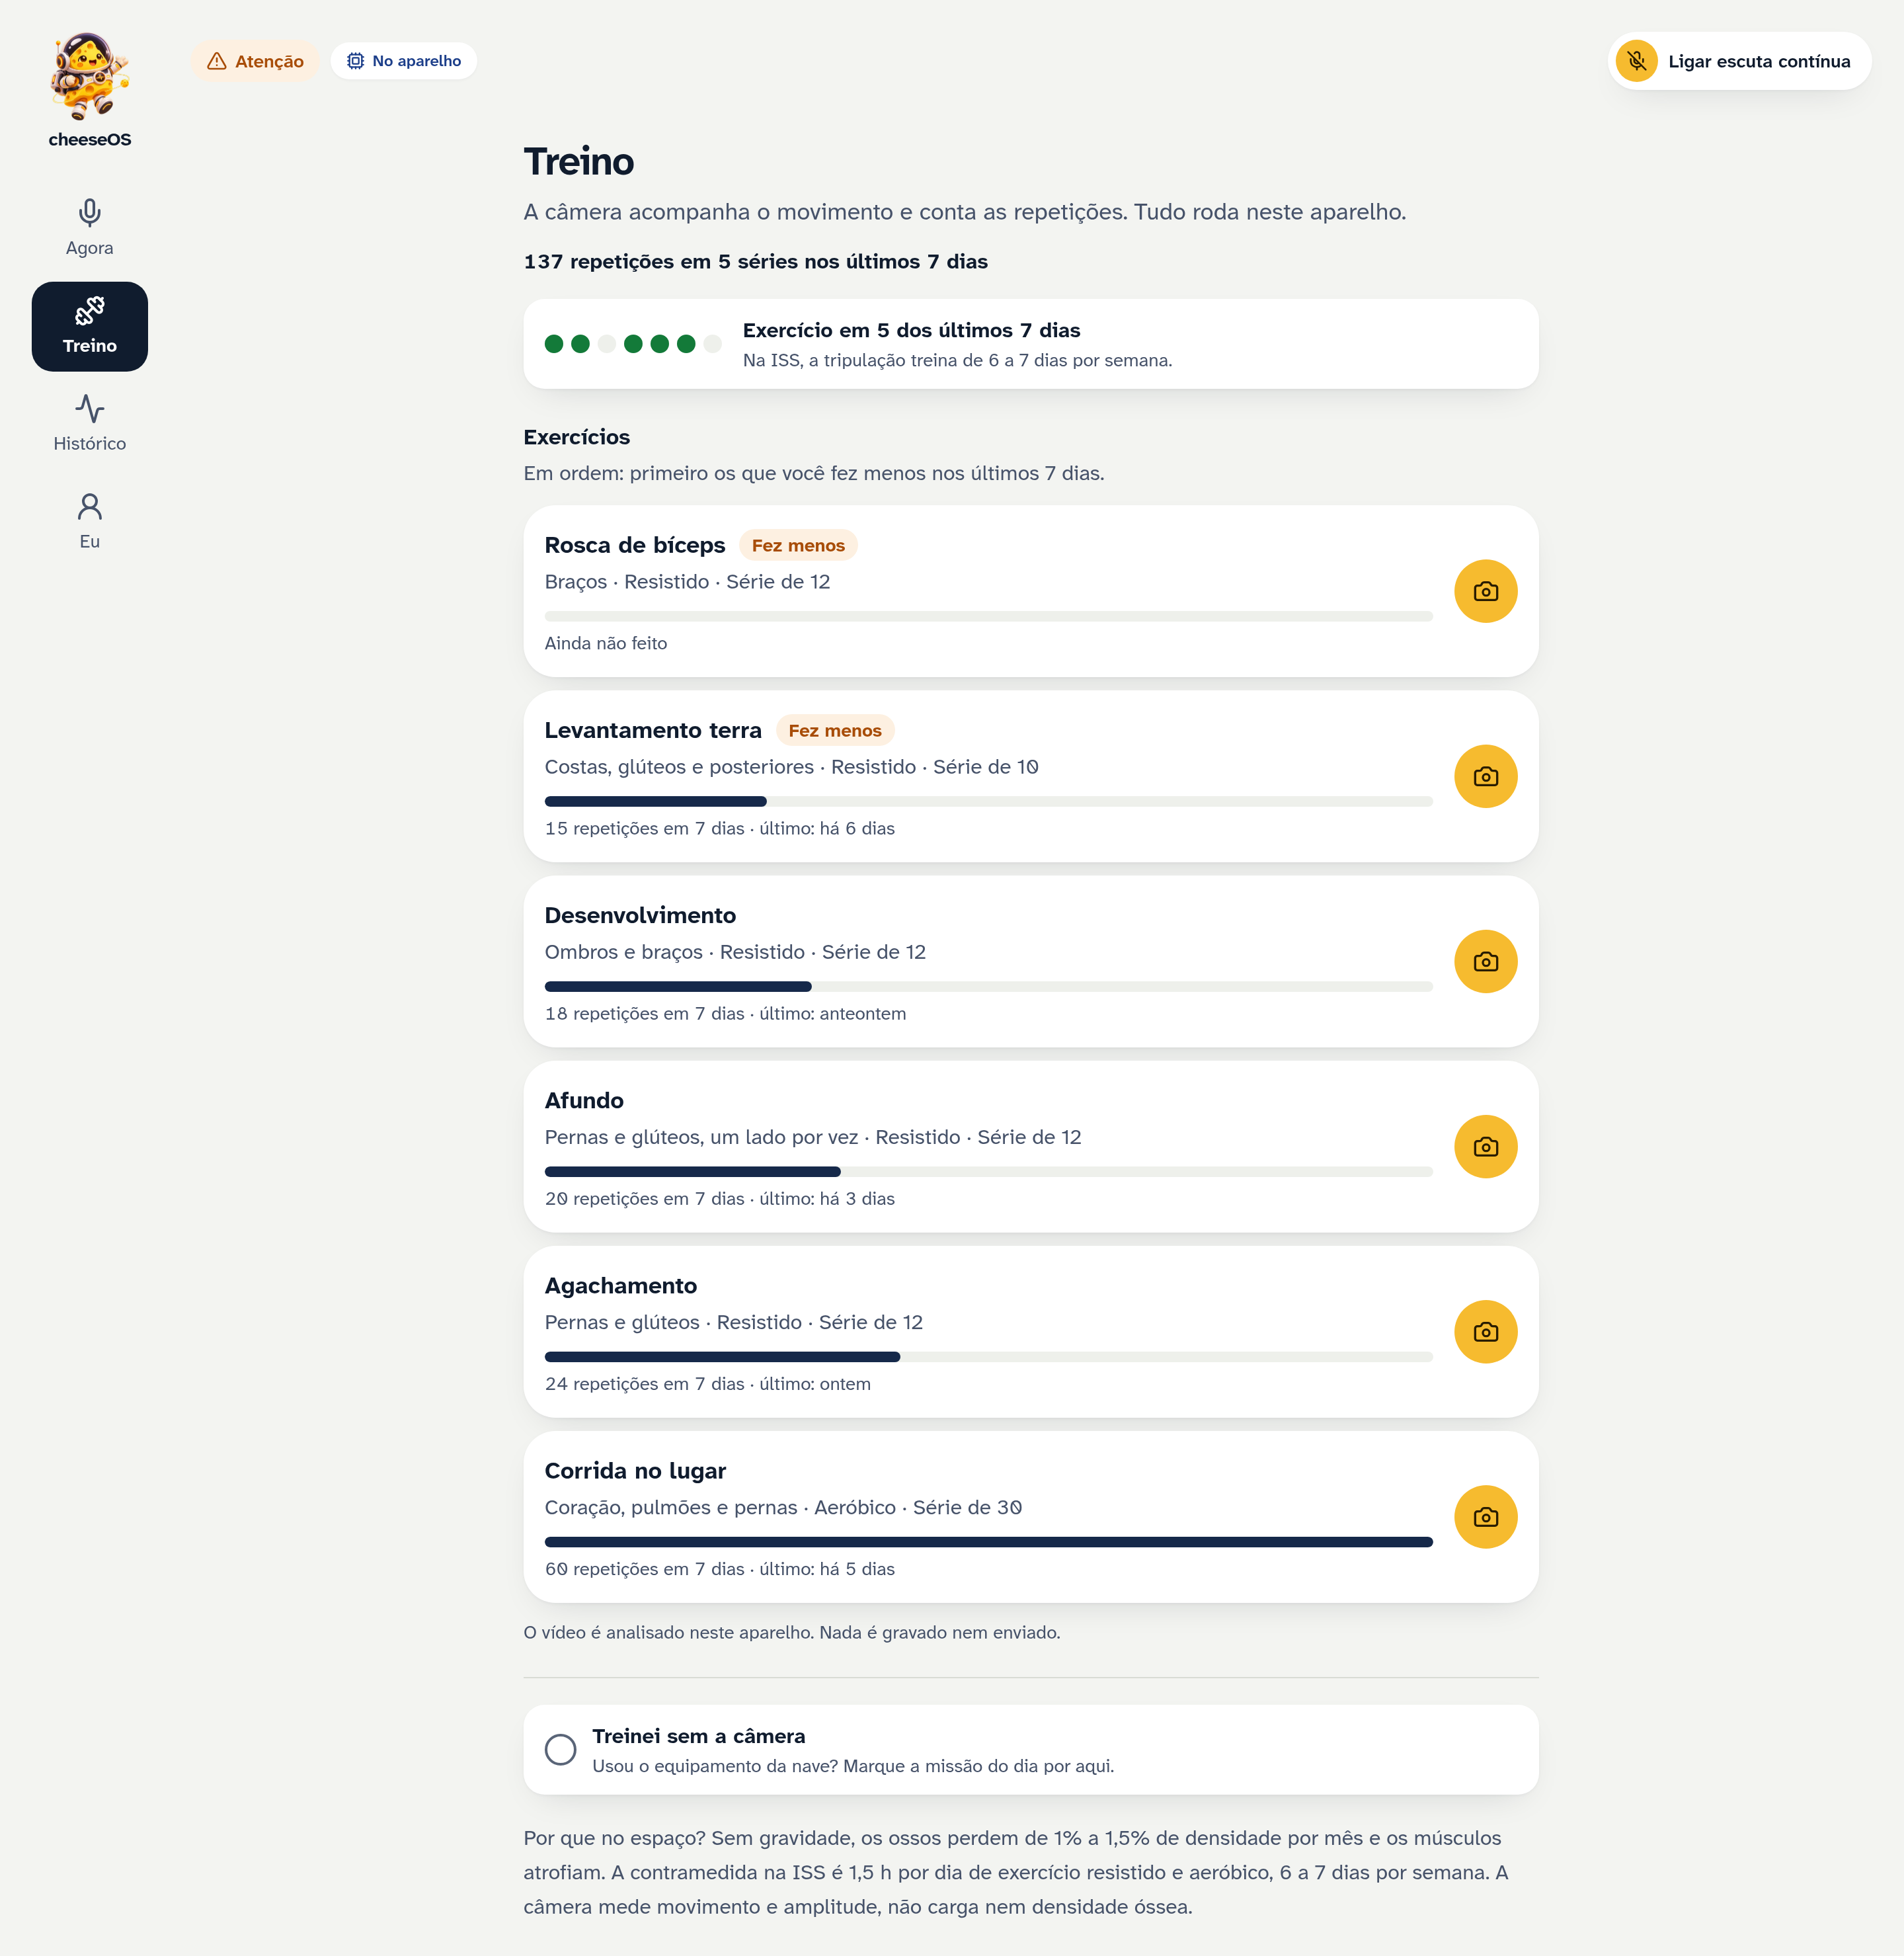 cheeseOS
Atenção
No aparelho
Ligar escuta contínua
Agora
Treino
Histórico
Eu
Treino
A câmera acompanha o movimento e conta as repetições. Tudo roda neste aparelho.
137 repetições em 5 séries nos últimos 7 dias
Exercício em 5 dos últimos 7 dias
Na ISS, a tripulação treina de 6 a 7 dias por semana.
Exercícios
Em ordem: primeiro os que você fez menos nos últimos 7 dias.
Rosca de bíceps Fez menos
Braços · Resistido · Série de 12
Ainda não feito
Levantamento terra Fez menos
Costas, glúteos e posteriores · Resistido · Série de 10
15 repetições em 7 dias · último: há 6 dias
Desenvolvimento
Ombros e braços · Resistido · Série de 12
18 repetições em 7 dias · último: anteontem
Afundo
Pernas e glúteos, um lado por vez · Resistido · Série de 12
20 repetições em 7 dias · último: há 3 dias
Agachamento
Pernas e glúteos · Resistido · Série de 12
24 repetições em 7 dias · último: ontem
Corrida no lugar
Coração, pulmões e pernas · Aeróbico · Série de 30
60 repetições em 7 dias · último: há 5 dias
O vídeo é analisado neste aparelho. Nada é gravado nem enviado.
Treinei sem a câmera
Usou o equipamento da nave? Marque a missão do dia por aqui.
Por que no espaço? Sem gravidade, os ossos perdem de 1% a 1,5% de densidade por mês e os músculos
atrofiam. A contramedida na ISS é 1,5 h por dia de exercício resistido e aeróbico, 6 a 7 dias por semana. A
câmera mede movimento e amplitude, não carga nem densidade óssea.